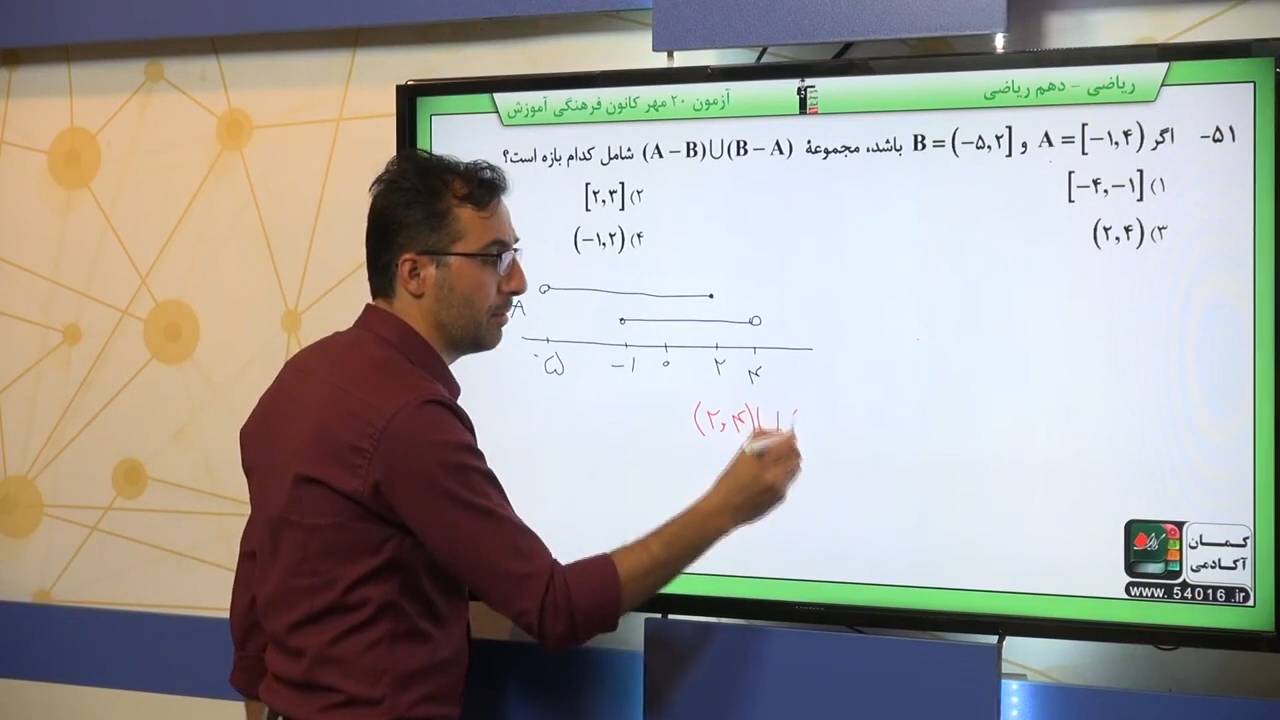 ریاضی - دهم ریاضی
آزمون ۲۰ مهر کانون فرهنگی آموزش
۵۱- اگر A = [−۱,۴) و B = (−۵,۲] باشد، مجموعهٔ (A − B)∪(B − A) شامل کدام بازه است؟
۱) [−۴,−۱]
۲) [۲,۳]
۳) (۲,۴)
۴) (−۱,۲)
A
-۵ -۱ ۰ ۲ ۴
(۲,۴)∪
کمان
آکادمی
www. 54016 .ir